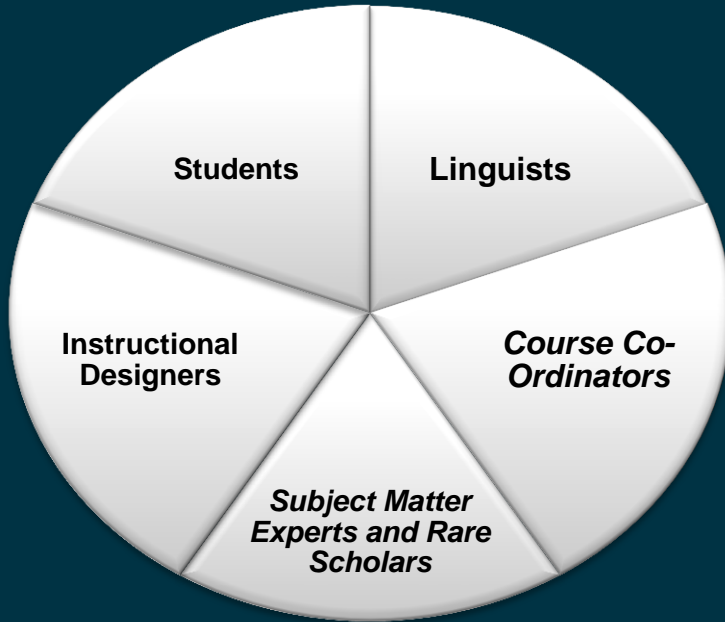 Students
Linguists
Instructional
Designers
Course Co-
Ordinators
Subject Matter
Experts and Rare
Scholars